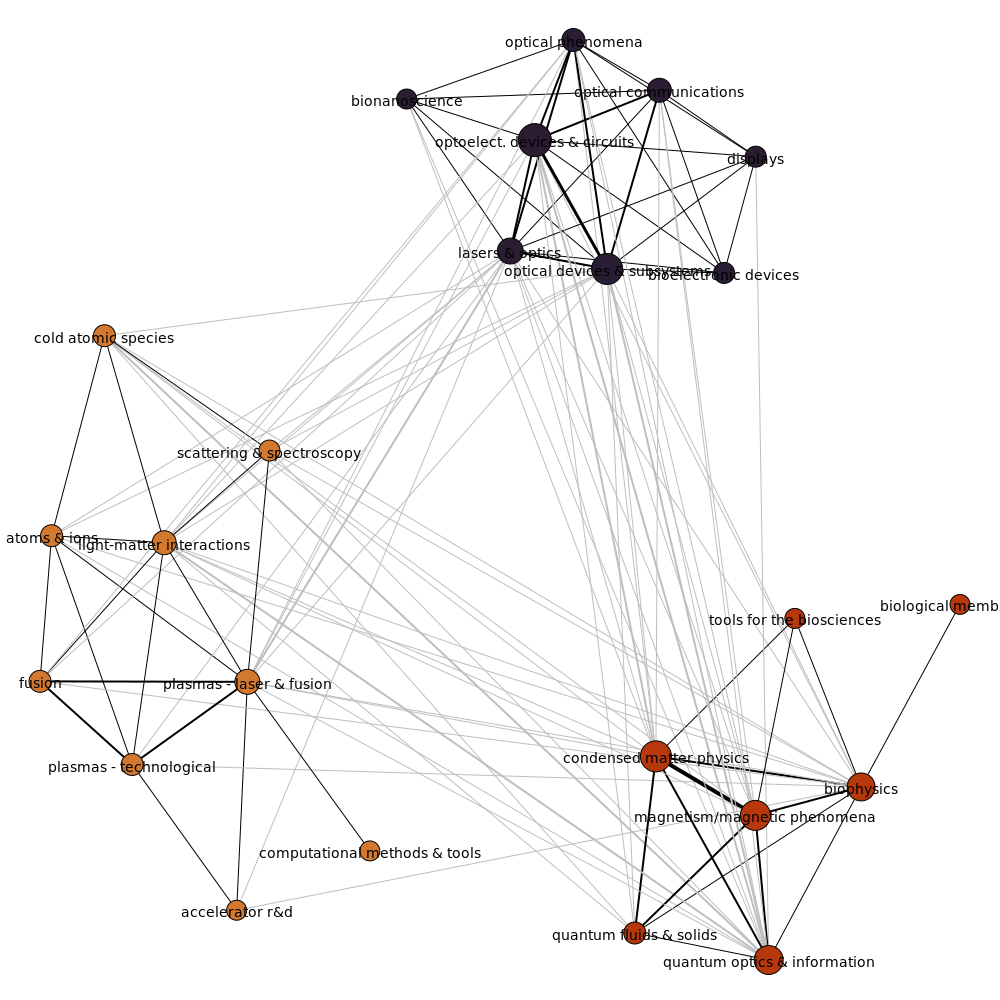 optical phenomena
optical communications
bionanoscience
optoelect. devices & circuits
displays
lasers & optics
optical devices & subsystems
bioelectronic devices
cold atomic species
scattering & spectroscopy
atoms & ions
light-matter interactions
biological memb
tools for the biosciences
fusion
plasmas - laser & fusion
condensed matter physics
plasmas - technological
biophysics
magnetism/magnetic phenomena
computational methods & tools
accelerator r&d
quantum fluids & solids
quantum optics & information